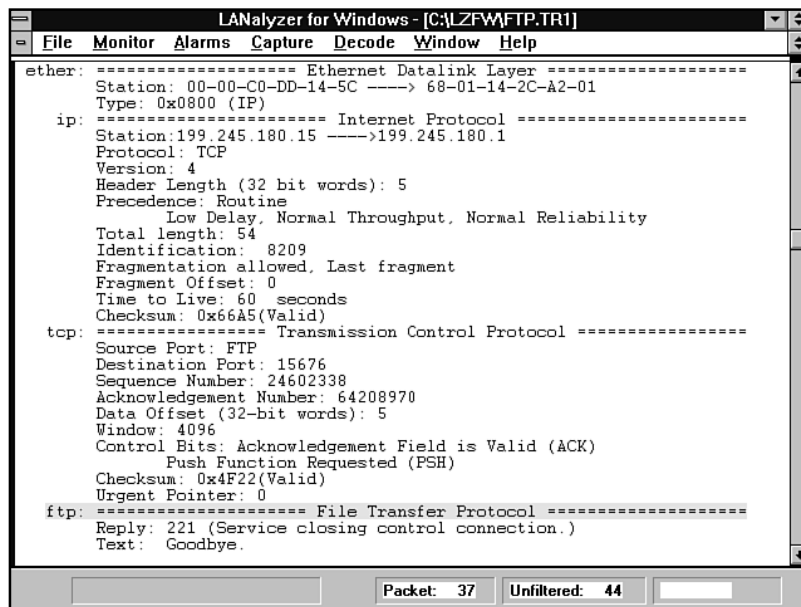 LANalyzer for Windows - [C:\LZFW\FTP.TR1]
File Monitor Alarms Capture Decode Window Help
ether: ==================== Ethernet Datalink Layer ====================
Station: 00-00-C0-DD-14-5C ----> 68-01-14-2C-A2-01
Type: 0x0800 (IP)
ip: ======================= Internet Protocol =======================
Station:199.245.180.15 ---->199.245.180.1
Protocol: TCP
Version: 4
Header Length (32 bit words): 5
Precedence: Routine
Low Delay, Normal Throughput, Normal Reliability
Total length: 54
Identification: 8209
Fragmentation allowed, Last fragment
Fragment Offset: 0
Time to Live: 60 seconds
Checksum: 0x66A5(Valid)
tcp: ================= Transmission Control Protocol =================
Source Port: FTP
Destination Port: 15676
Sequence Number: 24602338
Acknowledgement Number: 64208970
Data Offset (32-bit words): 5
Window: 4096
Control Bits: Acknowledgement Field is Valid (ACK)
Push Function Requested (PSH)
Checksum: 0x4F22(Valid)
Urgent Pointer: 0
ftp: ===================== File Transfer Protocol ====================
Reply: 221 (Service closing control connection.)
Text: Goodbye.
Packet: 37 Unfiltered: 44